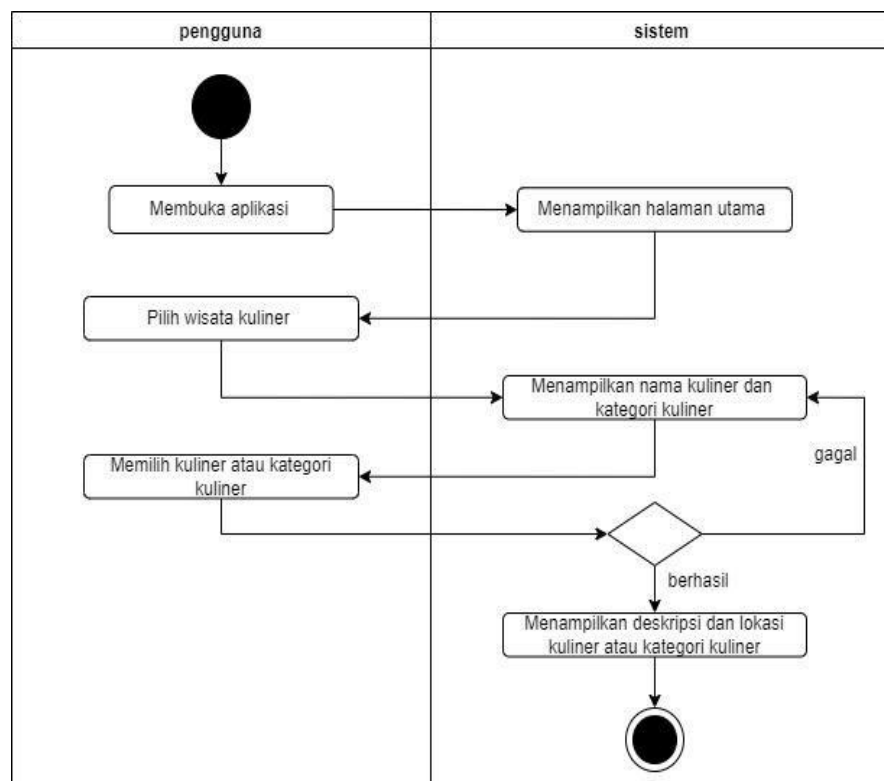 pengguna
sistem
Membuka aplikasi
Menampilkan halaman utama
Pilih wisata kuliner
Menampilkan nama kuliner dan
kategori kuliner
Memilih kuliner atau kategori
kuliner
gagal
berhasil
Menampilkan deskripsi dan lokasi
kuliner atau kategori kuliner